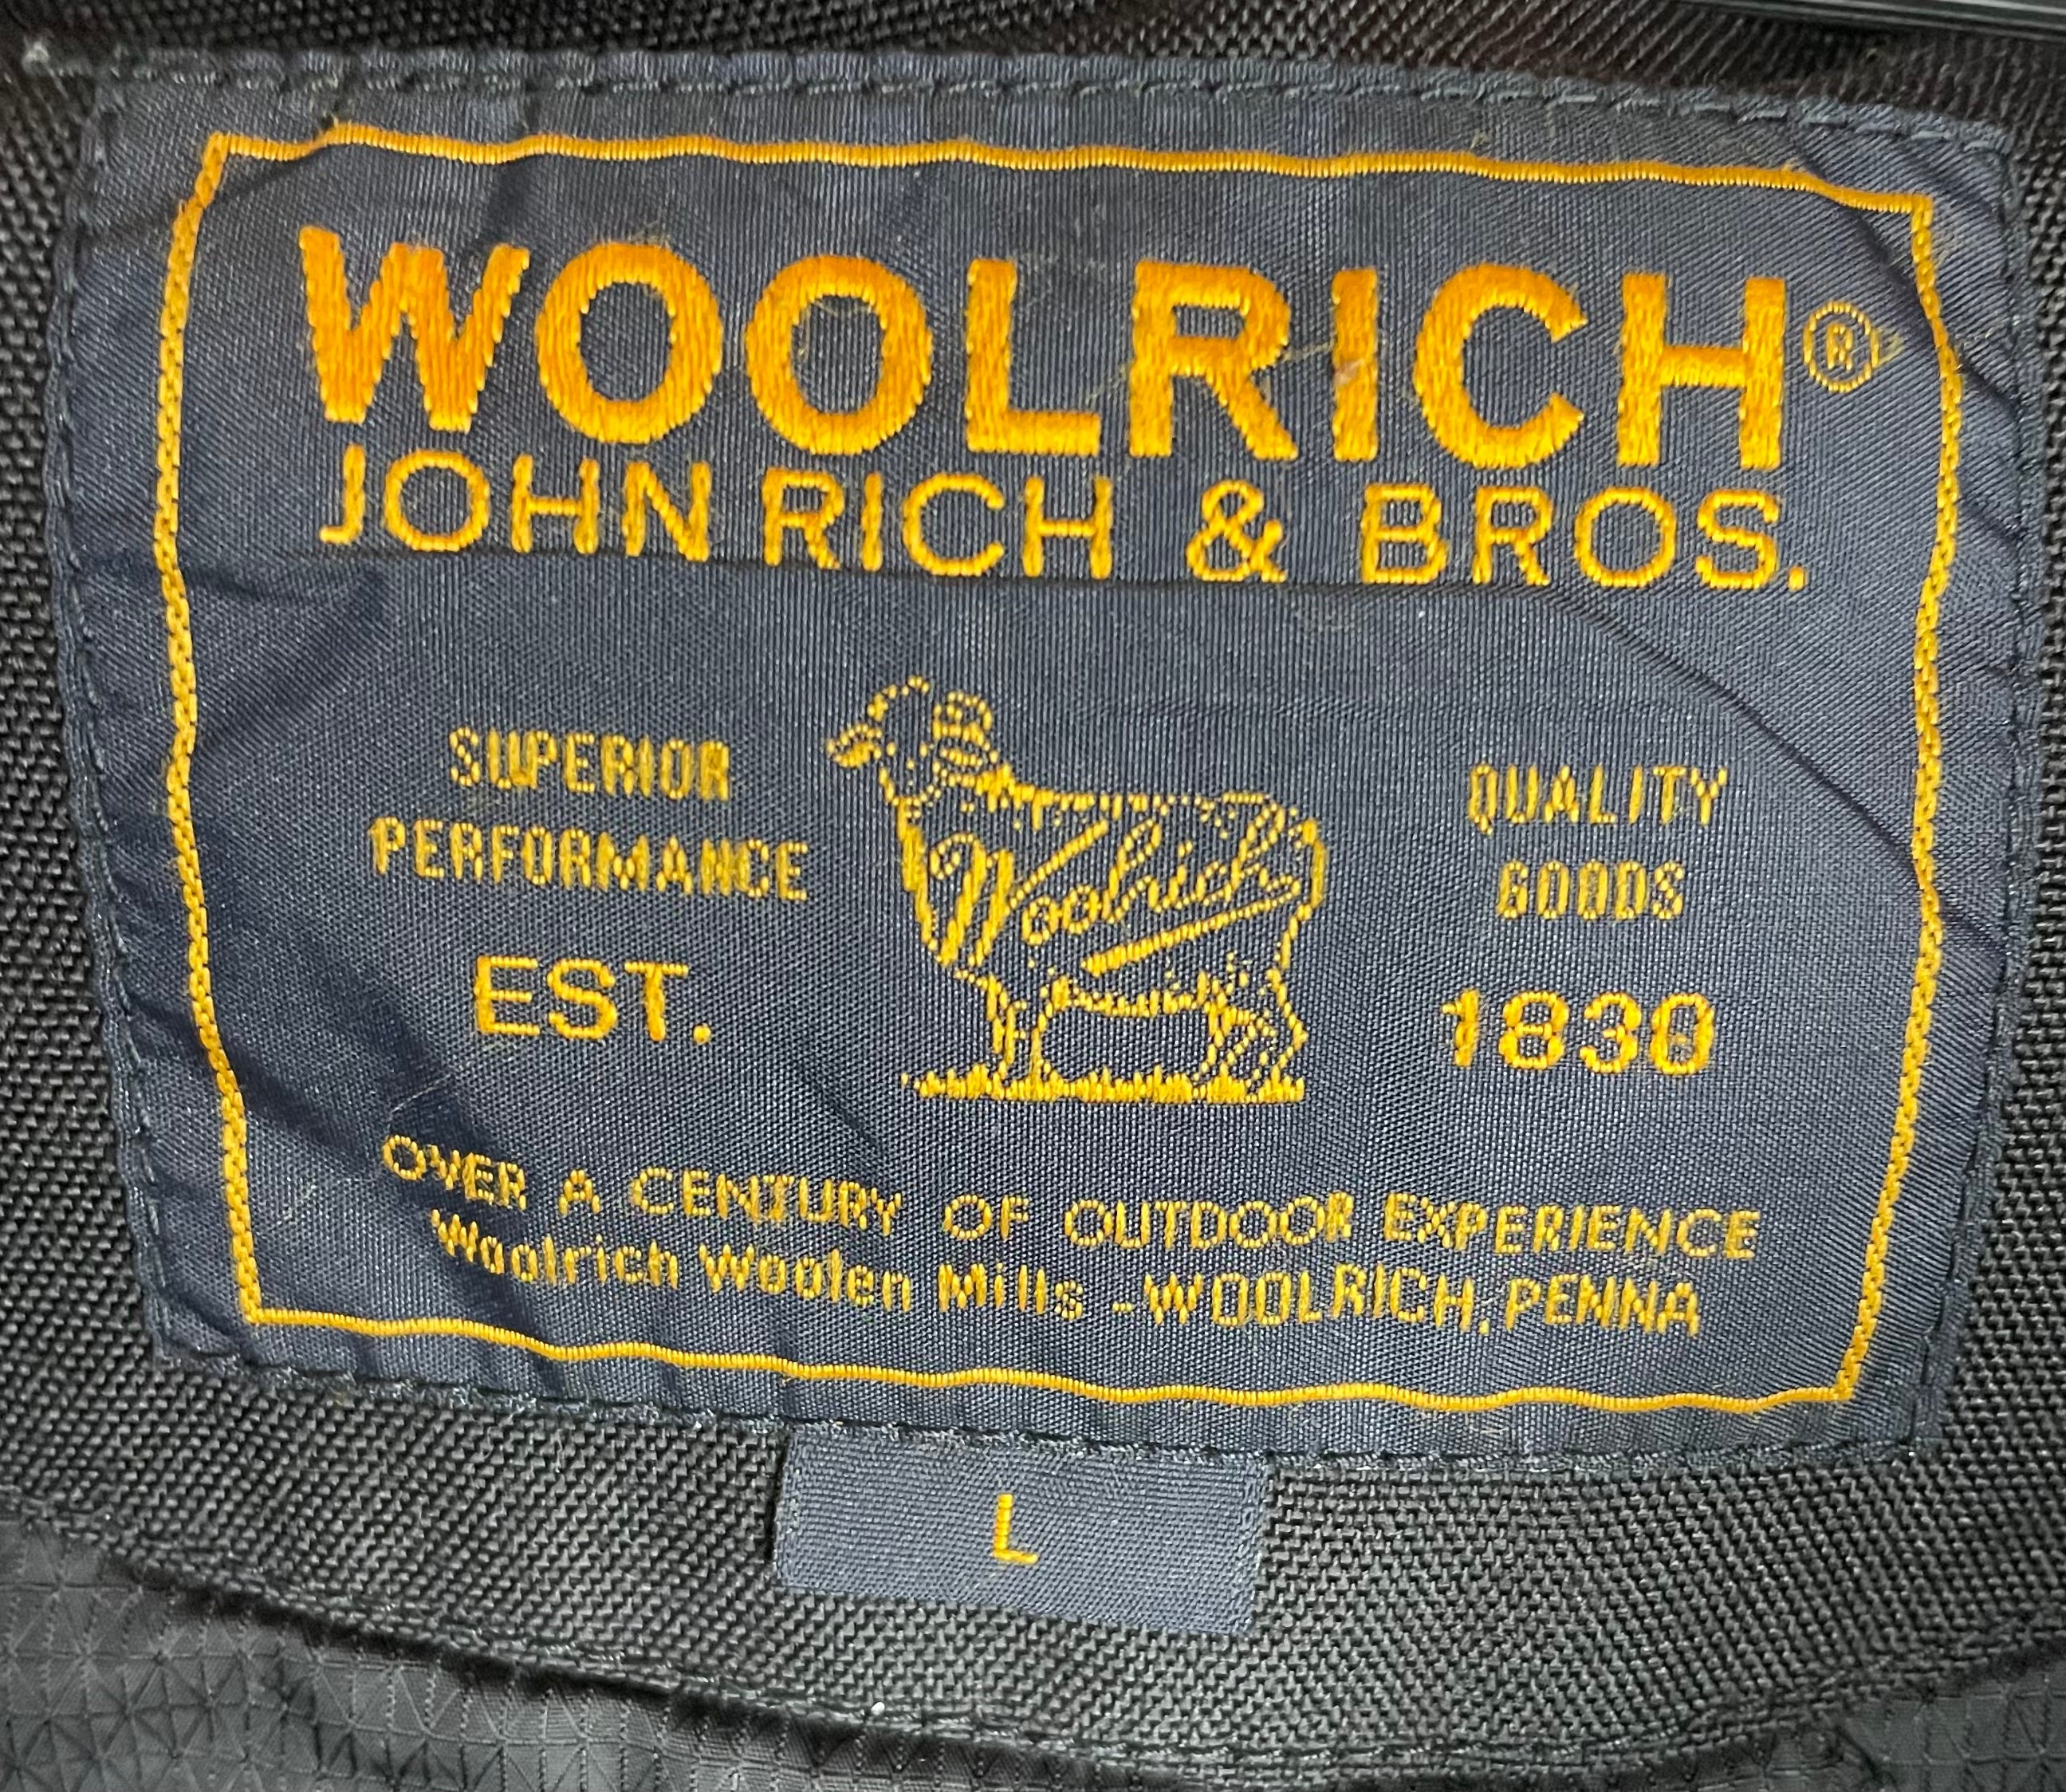 WOOLRICH®
JOHN RICH & BROS.
SUPERIOR
PERFORMANCE
EST.
Woolrich
QUALITY
GOODS
1830
OVER A CENTURY OF OUTDOOR EXPERIENCE
Woolrich Woolen Mills - WOOLRICH, PENNA
L